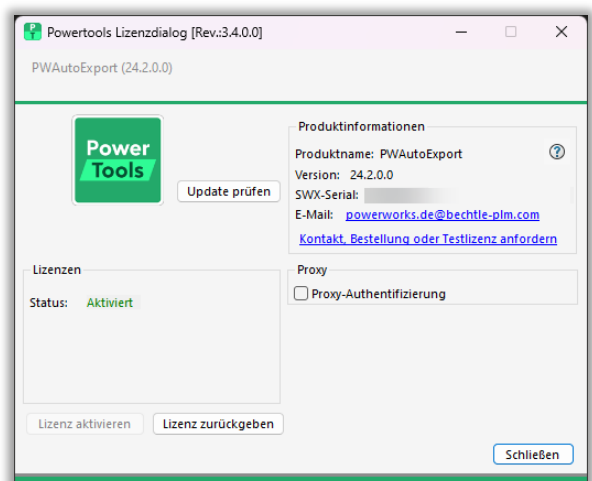 Powertools Lizenzdialog [Rev.:3.4.0.0]
PWAutoExport (24.2.0.0)
Power
Tools
Update prüfen
Produktinformationen
Produktname: PWAutoExport
Version: 24.2.0.0
SWX-Serial:
E-Mail: powerworks.de@bechtle-plm.com
Kontakt, Bestellung oder Testlizenz anfordern
Lizenzen
Status: Aktiviert
Proxy
Proxy-Authentifizierung
Lizenz aktivieren
Lizenz zurückgeben
Schließen